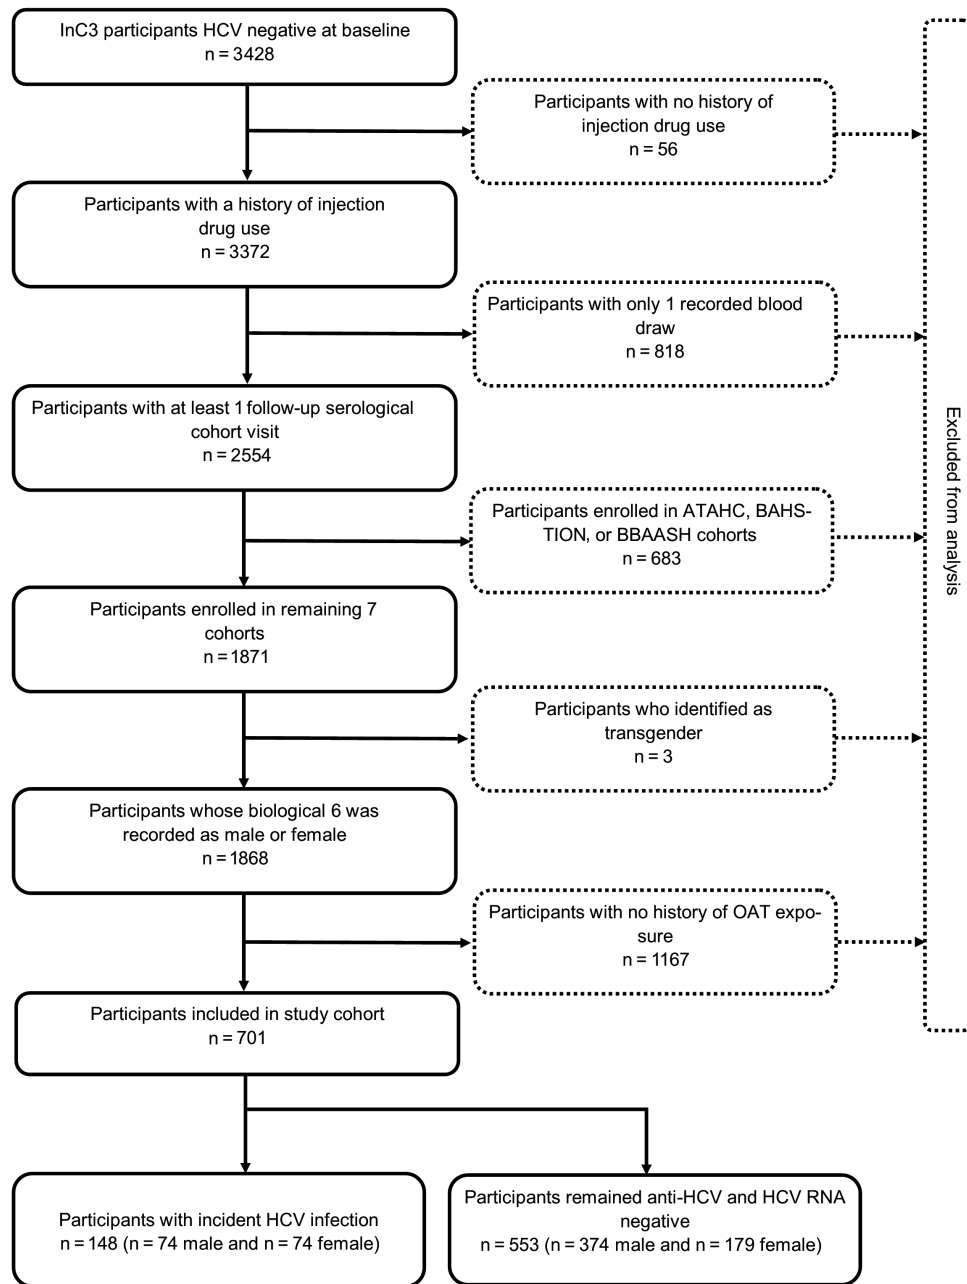 InC3 participants HCV negative at baseline
n = 3428
Participants with no history of
injection drug use
n = 56
Participants with a history of injection
drug use
n = 3372
Participants with only 1 recorded blood
draw
n = 818
Participants with at least 1 follow-up serological
cohort visit
n = 2554
Participants enrolled in ATAHC, BAHS-
TION, or BBAASH cohorts
n = 683
Participants enrolled in remaining 7
cohorts
n = 1871
Participants who identified as
transgender
n = 3
Participants whose biological 6 was
recorded as male or female
n = 1868
Participants with no history of OAT expo-
sure
n = 1167
Participants included in study cohort
n = 701
Participants with incident HCV infection
n = 148 (n = 74 male and n = 74 female)
Participants remained anti-HCV and HCV RNA
negative
n = 553 (n = 374 male and n = 179 female)
Excluded from analysis